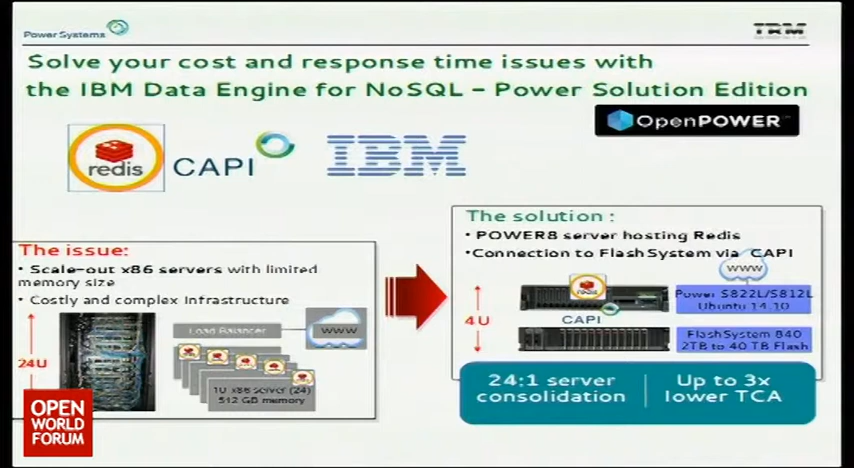 Power Systems
IBM
Solve your cost and response time issues with
the IBM Data Engine for NoSQL – Power Solution Edition
OpenPOWER™
redis
CAPI
IBM
The issue:
• Scale-out x86 servers with limited
memory size
• Costly and complex Infrastructure
24U
Load Balancer
www
1U x86 server (24)
512 GB memory
The solution :
• POWER8 server hosting Redis
• Connection to FlashSystem via CAPI
www
4U
redis
CAPI
Power S822L/S812L
Ubuntu 14.10
FlashSystem 840
2TB to 40 TB Flash
24:1 server
consolidation
Up to 3x
lower TCA
OPEN
WORLD
FORUM